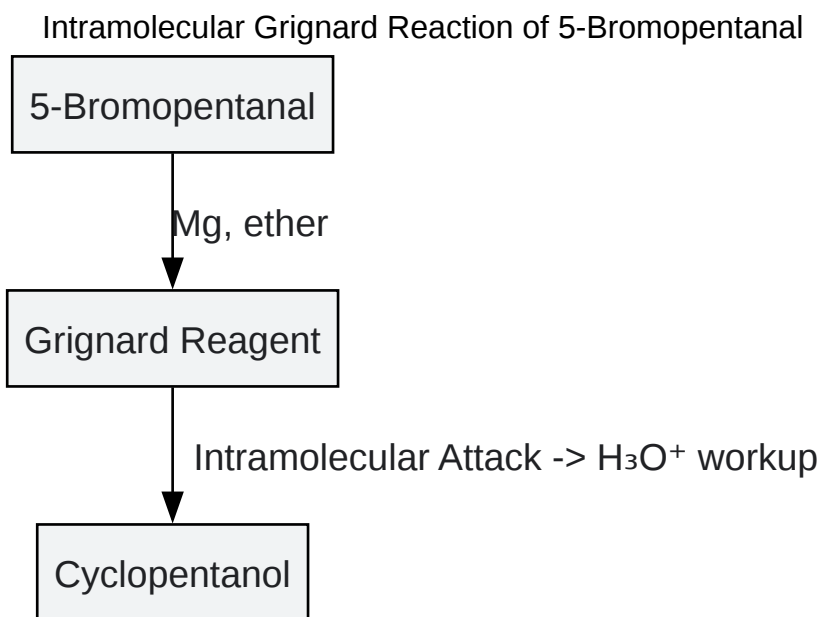 Intramolecular Grignard Reaction of 5-Bromopentanal
5-Bromopentanal
Mg, ether
Grignard Reagent
Intramolecular Attack -> H₃O⁺ workup
Cyclopentanol